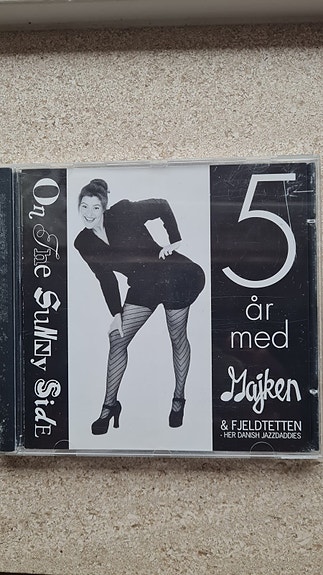 On The Sunny Side
5
år
med
Majken
& FJELDTETTEN
- HER DANISH JAZZDADDIES